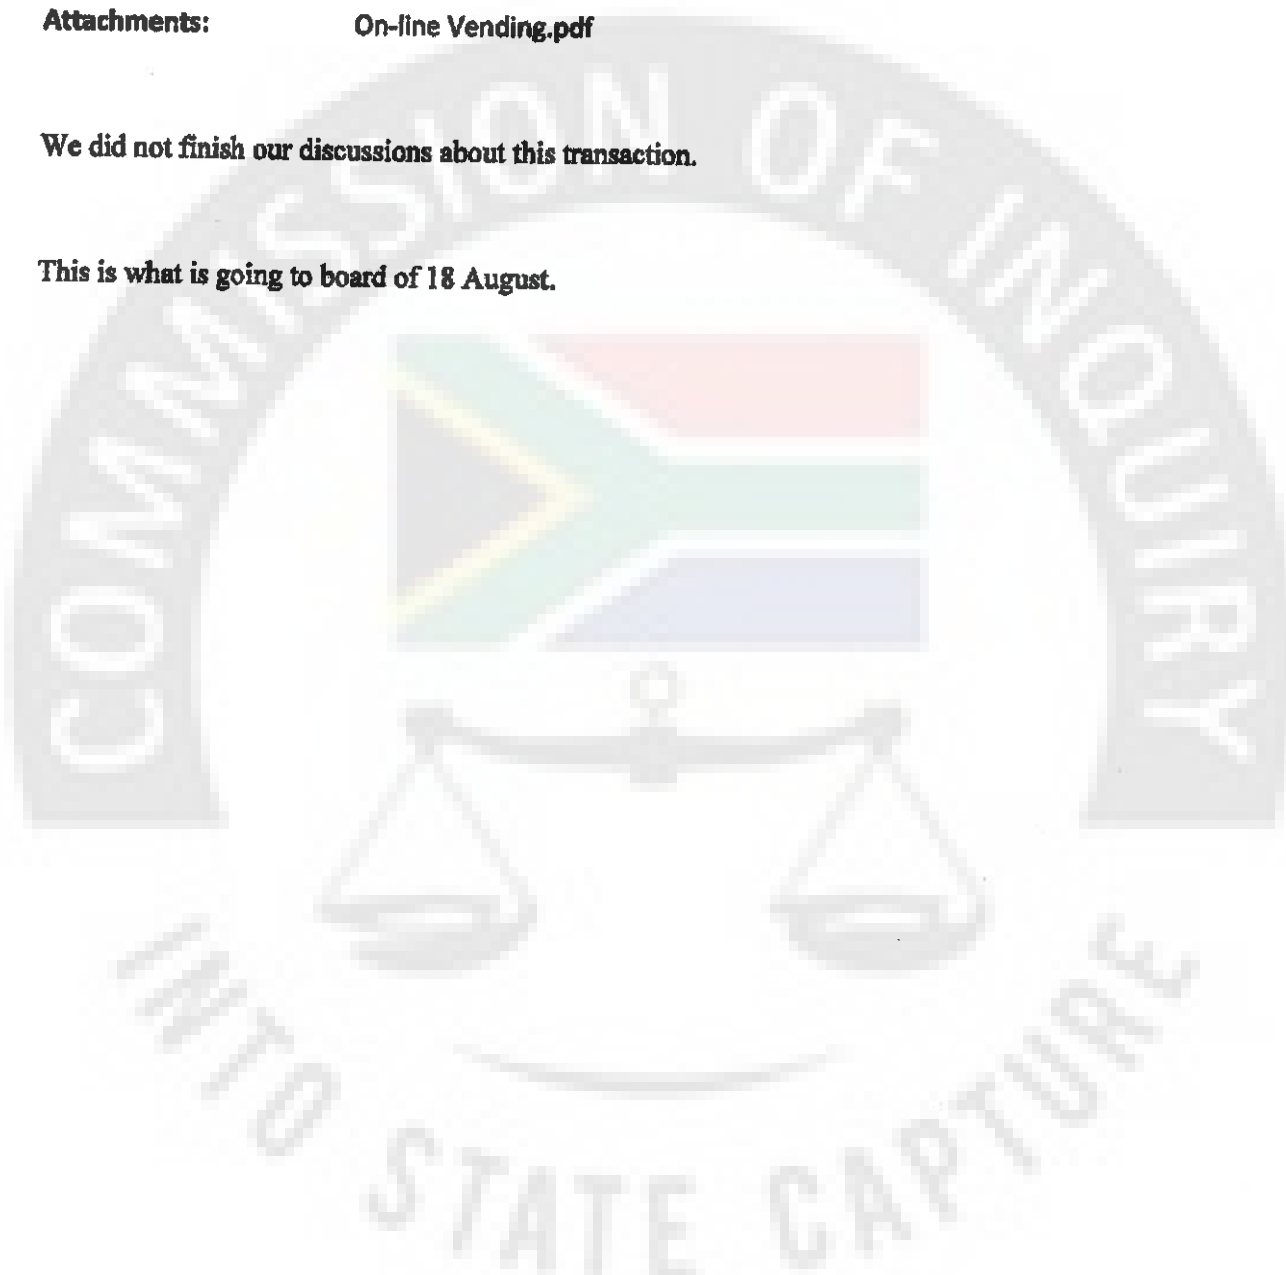 Attachments: On-line Vending.pdf
We did not finish our discussions about this transaction.
This is what is going to board of 18 August.
COMMISSION OF INQUIRY
INTO STATE CAPTURE